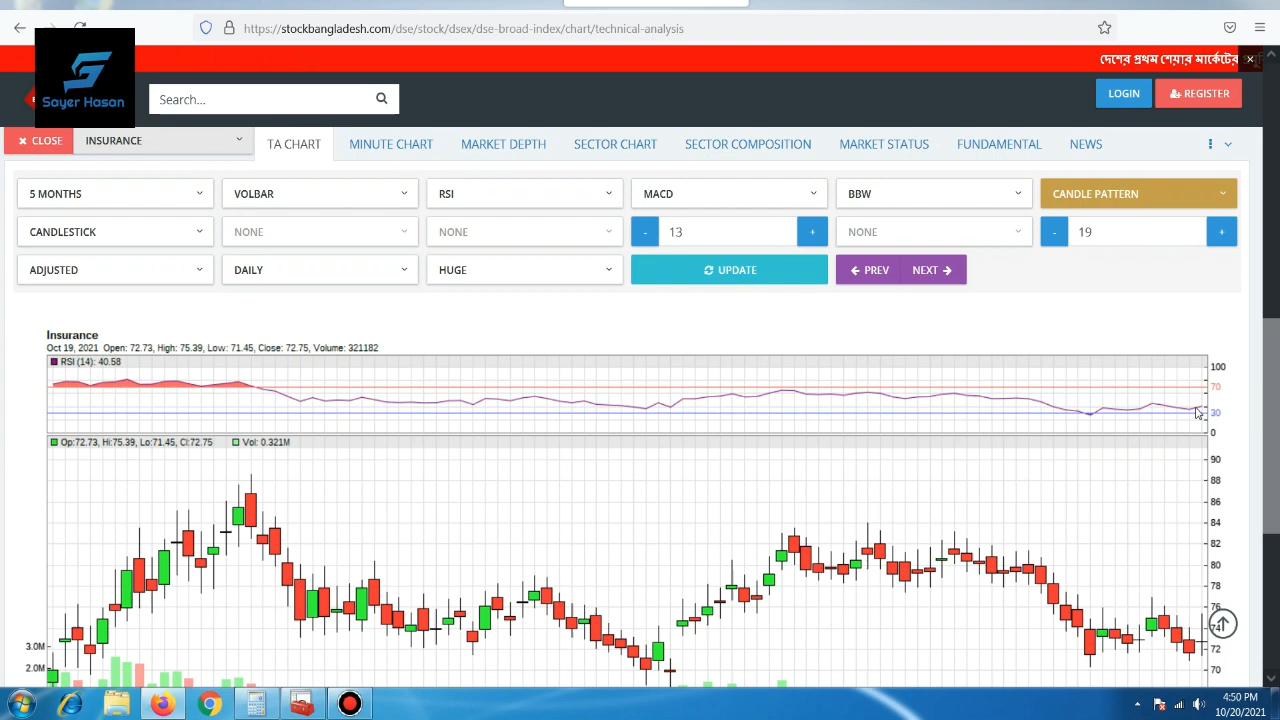 https://stockbangladesh.com/dse/stock/dsex/dse-broad-index/chart/technical-analysis
দেশের প্রথম শেয়ার মার্কেটের
Sayer Hasan
Search...
LOGIN
REGISTER
CLOSE
INSURANCE
TA CHART
MINUTE CHART
MARKET DEPTH
SECTOR CHART
SECTOR COMPOSITION
MARKET STATUS
FUNDAMENTAL
NEWS
5 MONTHS
VOLBAR
RSI
MACD
BBW
CANDLE PATTERN
CANDLESTICK
NONE
NONE
- 13 +
NONE
- 19 +
ADJUSTED
DAILY
HUGE
UPDATE
PREV
NEXT
Insurance
Oct 19, 2021 Open: 72.73, High: 75.39, Low: 71.45, Close: 72.75, Volume: 321182
RSI (14): 40.58
100
70
30
0
Op:72.73, Hi:75.39, Lo:71.45, Cl:72.75
Vol: 0.321M
90
88
86
84
82
80
78
76
74
72
70
3.0M
2.0M
4:50 PM
10/20/2021